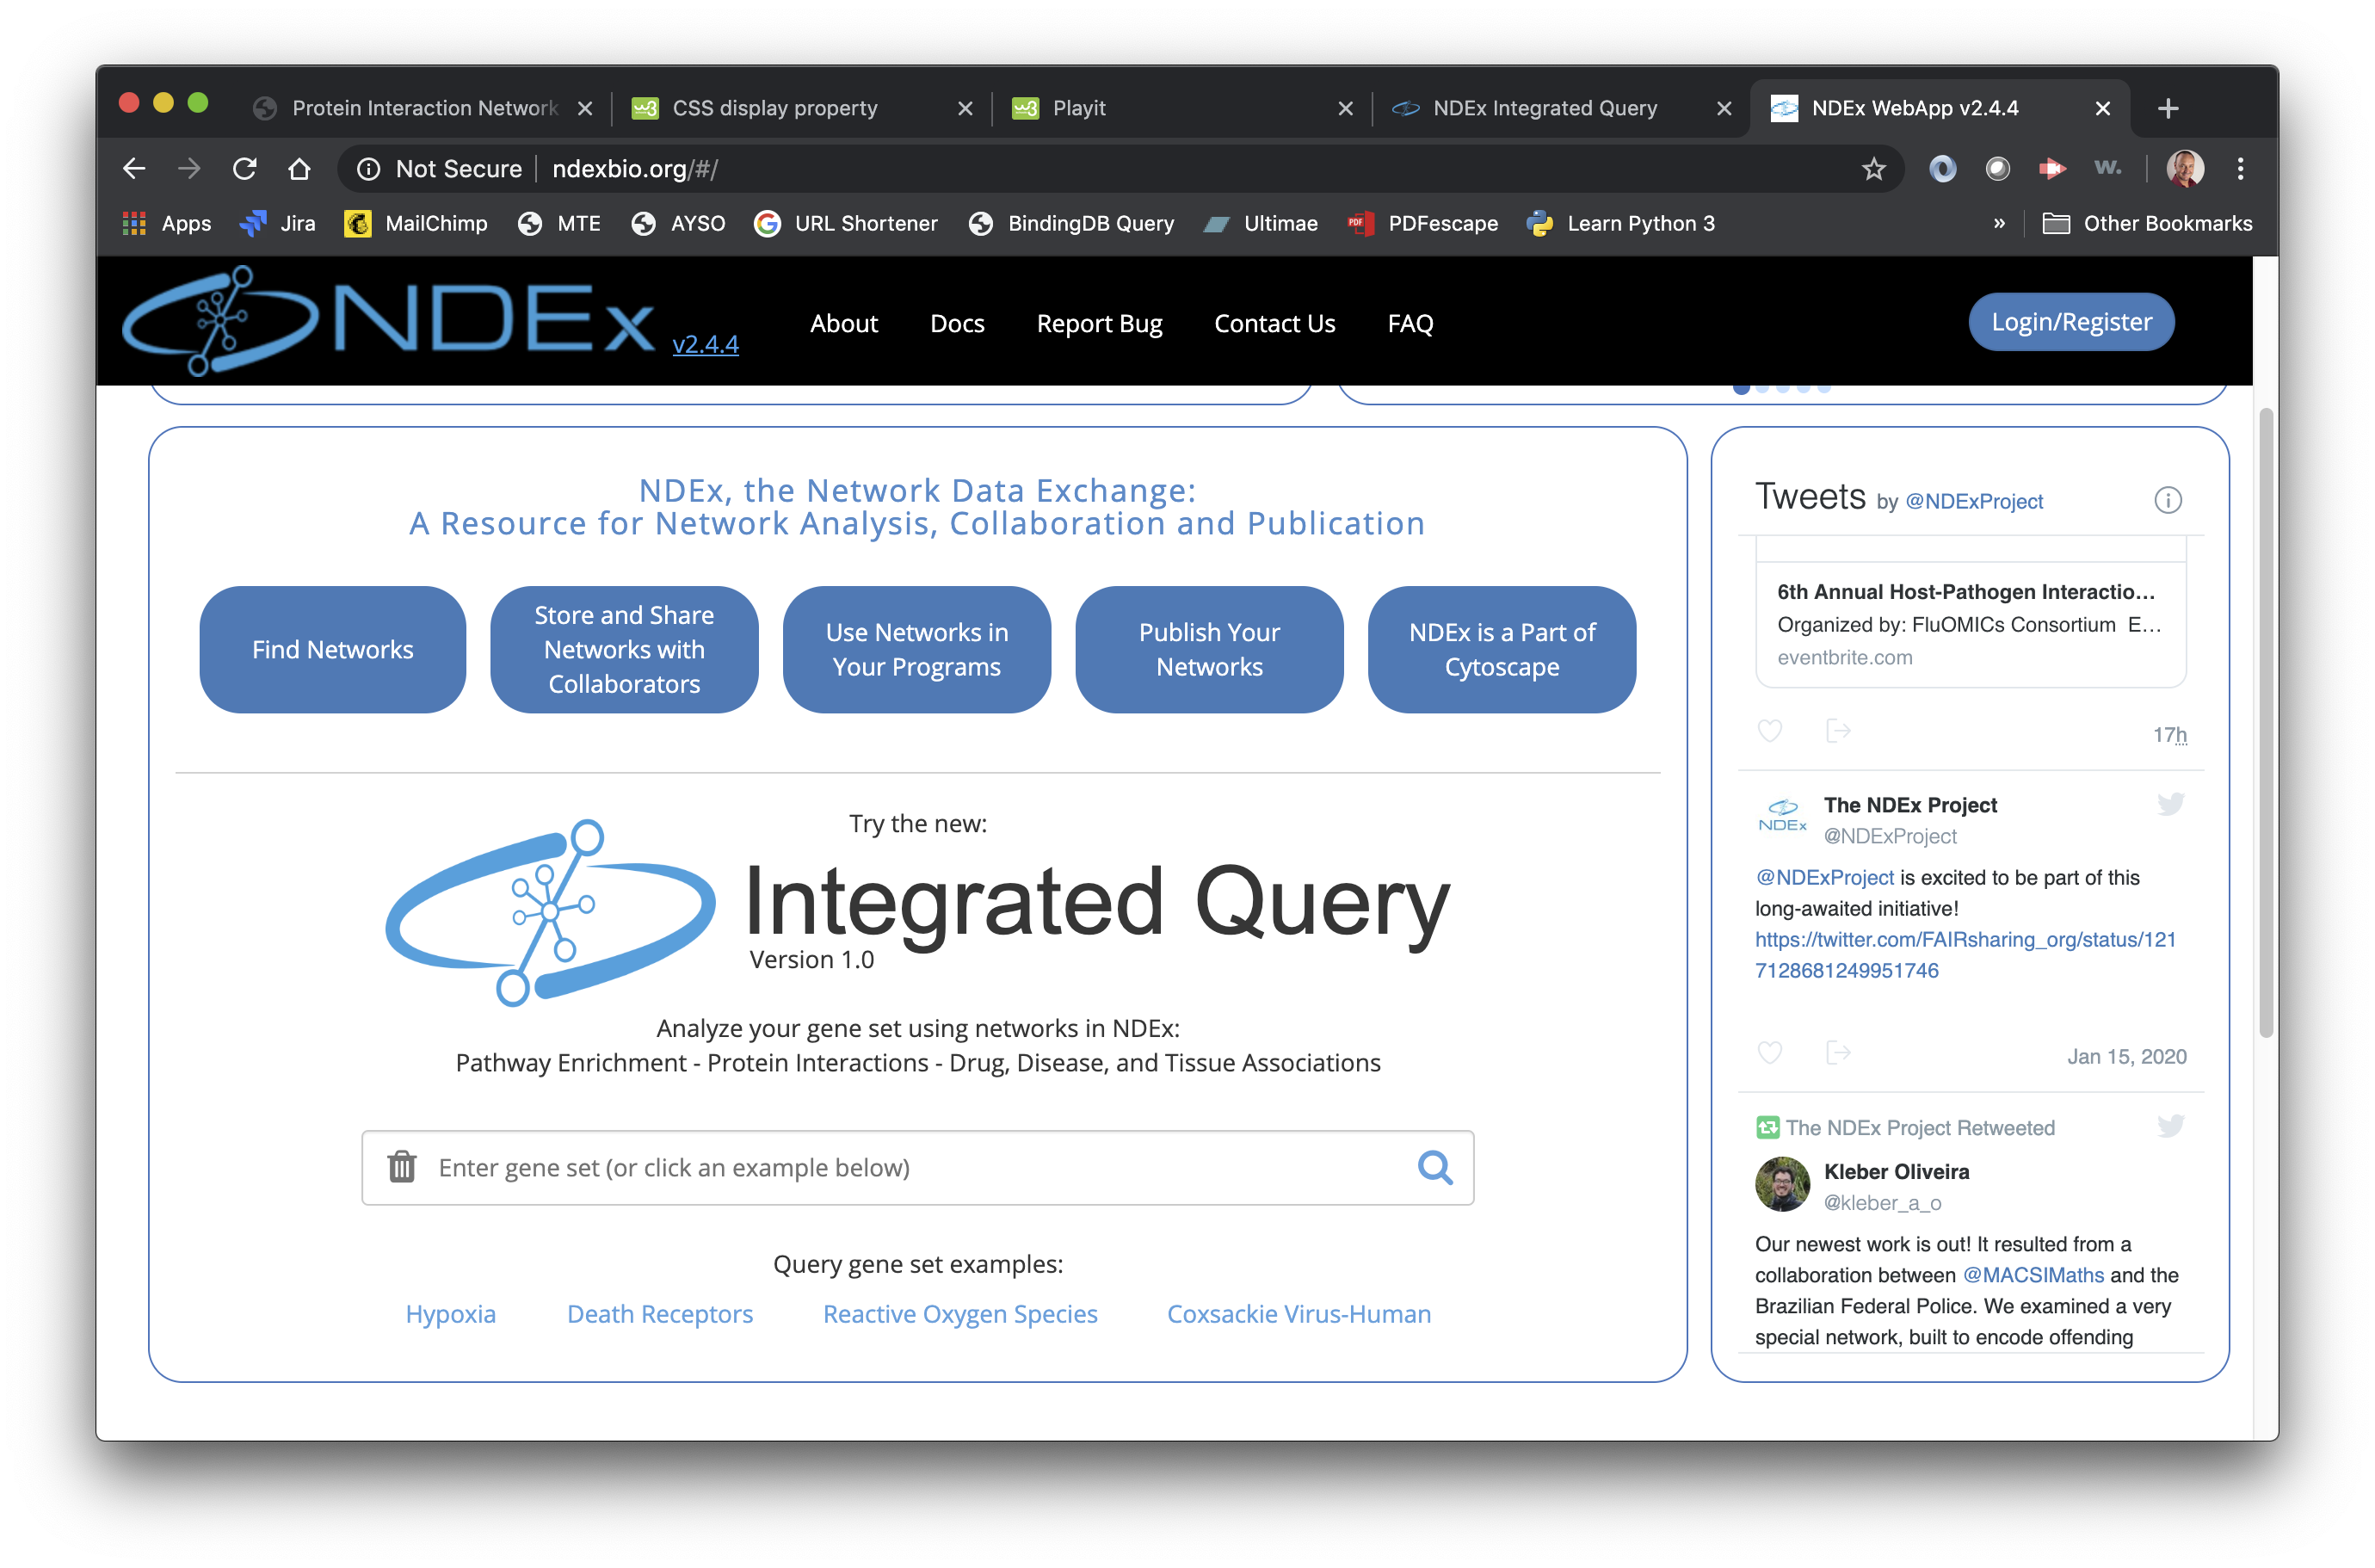 Protein Interaction Network
CSS display property
Playit
NDEx Integrated Query
NDEx WebApp v2.4.4
Not Secure
ndexbio.org/#/
Apps
Jira
MailChimp
MTE
AYSO
URL Shortener
BindingDB Query
Ultimae
PDFescape
Learn Python 3
»
Other Bookmarks
NDEx
v2.4.4
About
Docs
Report Bug
Contact Us
FAQ
Login/Register
NDEx, the Network Data Exchange:
A Resource for Network Analysis, Collaboration and Publication
Find Networks
Store and Share
Networks with
Collaborators
Use Networks in
Your Programs
Publish Your
Networks
NDEx is a Part of
Cytoscape
Try the new:
Integrated Query
Version 1.0
Analyze your gene set using networks in NDEx:
Pathway Enrichment - Protein Interactions - Drug, Disease, and Tissue Associations
Enter gene set (or click an example below)
Query gene set examples:
Hypoxia
Death Receptors
Reactive Oxygen Species
Coxsackie Virus-Human
Tweets by @NDExProject
6th Annual Host-Pathogen Interactio...
Organized by: FluOMICs Consortium E...
eventbrite.com
17h
NDEx
The NDEx Project
@NDExProject
@NDExProject is excited to be part of this
long-awaited initiative!
https://twitter.com/FAIRsharing_org/status/121
7128681249951746
Jan 15, 2020
The NDEx Project Retweeted
Kleber Oliveira
@kleber_a_o
Our newest work is out! It resulted from a
collaboration between @MACSIMaths and the
Brazilian Federal Police. We examined a very
special network, built to encode offending